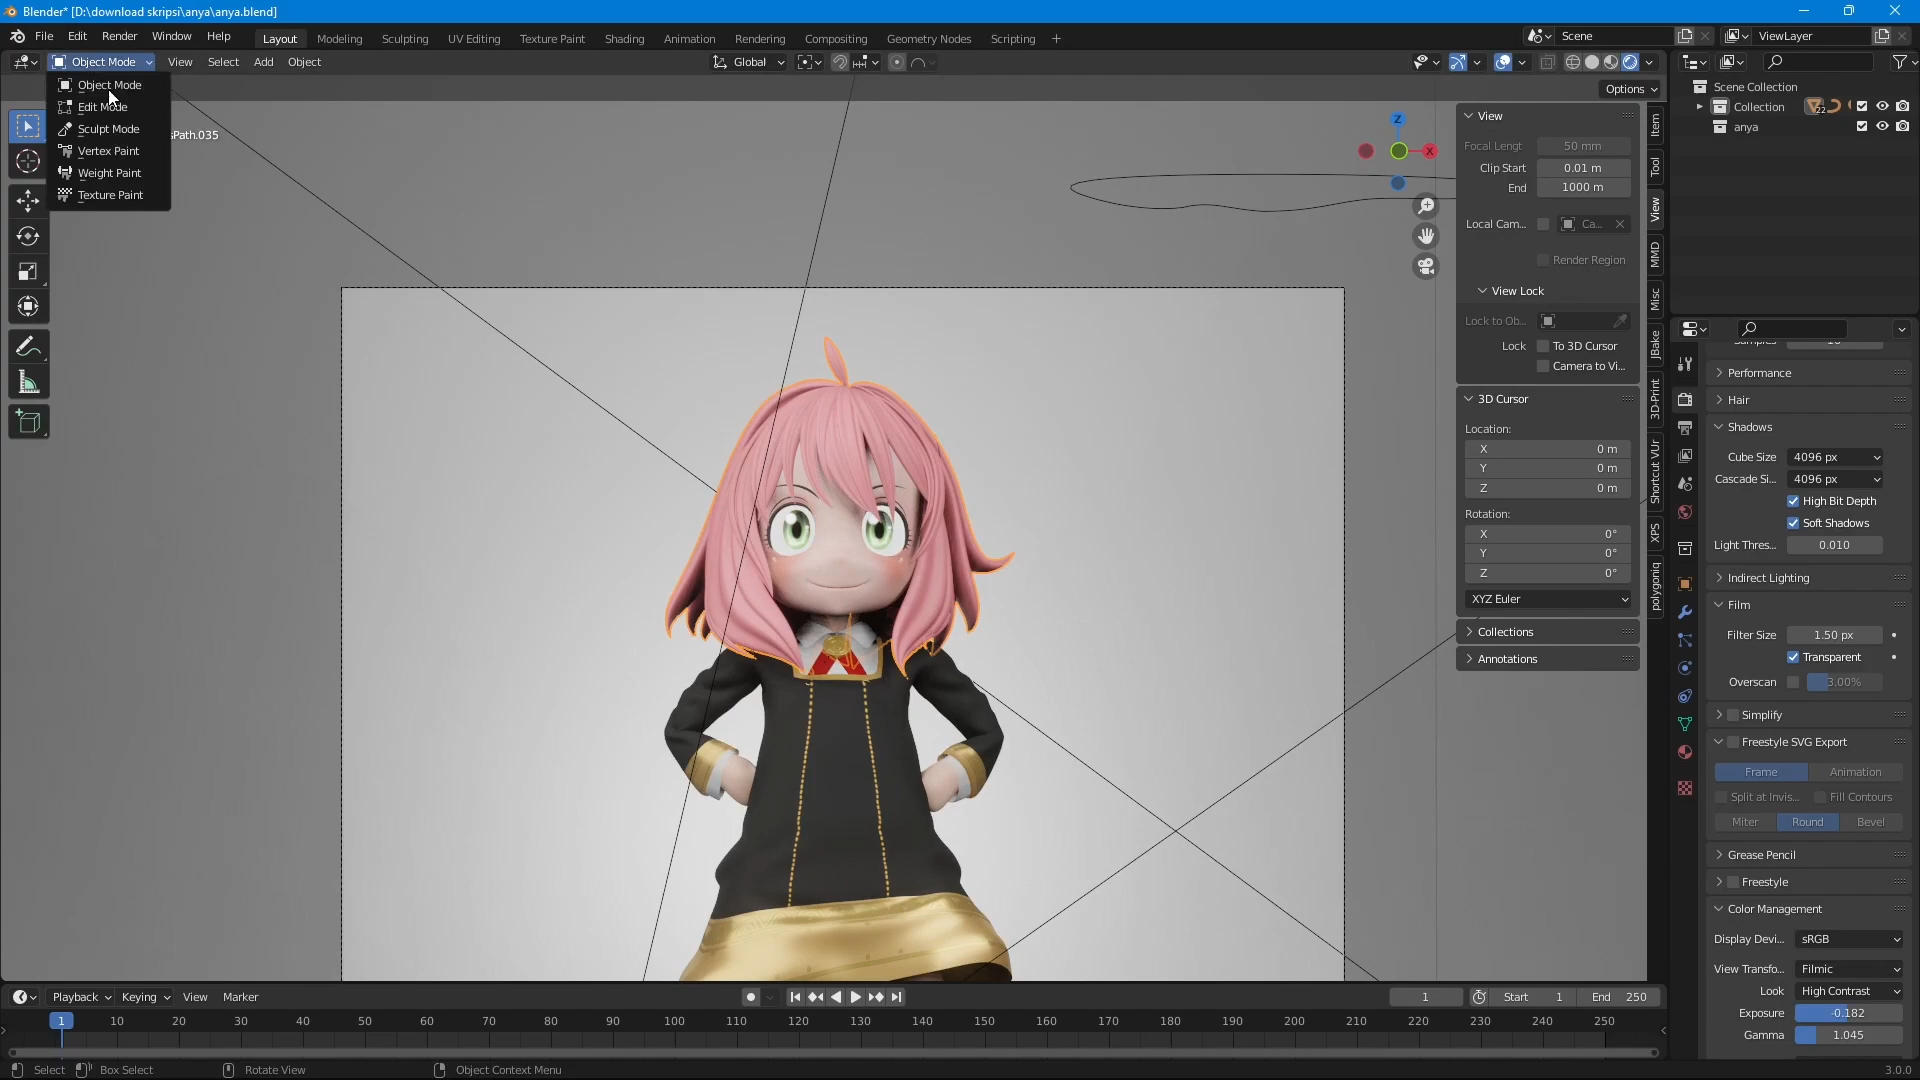 Blender* [D:\download skripsi\anya\anya.blend]
File Edit Render Window Help Layout Modeling Sculpting UV Editing Texture Paint Shading Animation Rendering Compositing Geometry Nodes Scripting + Scene ViewLayer
Object Mode View Select Add Object Global
Options
Object Mode
Edit Mode
Sculpt Mode
Vertex Paint
Weight Paint
Texture Paint
sPath.035
Z
X
View
Focal Lengt 50 mm
Clip Start 0.01 m
End 1000 m
Local Cam... Ca...
Render Region
View Lock
Lock to Ob...
Lock To 3D Cursor
Camera to Vi...
3D Cursor
Location:
X 0 m
Y 0 m
Z 0 m
Rotation:
X 0°
Y 0°
Z 0°
XYZ Euler
Collections
Annotations
Item
Tool
View
MMD
Misc
JBake
3D-Print
Shortcut VUr
XPS
polygoniq
Scene Collection
Collection 22
anya
Performance
Hair
Shadows
Cube Size 4096 px
Cascade Si... 4096 px
High Bit Depth
Soft Shadows
Light Thres... 0.010
Indirect Lighting
Film
Filter Size 1.50 px
Transparent
Overscan 3.00%
Simplify
Freestyle SVG Export
Frame Animation
Split at Invis... Fill Contours
Miter Round Bevel
Grease Pencil
Freestyle
Color Management
Display Devi... sRGB
View Transfo... Filmic
Look High Contrast
Exposure -0.182
Gamma 1.045
Playback Keying View Marker 1 Start 1 End 250
1 10 20 30 40 50 60 70 80 90 100 110 120 130 140 150 160 170 180 190 200 210 220 230 240 250
Select Box Select Rotate View Object Context Menu 3.0.0